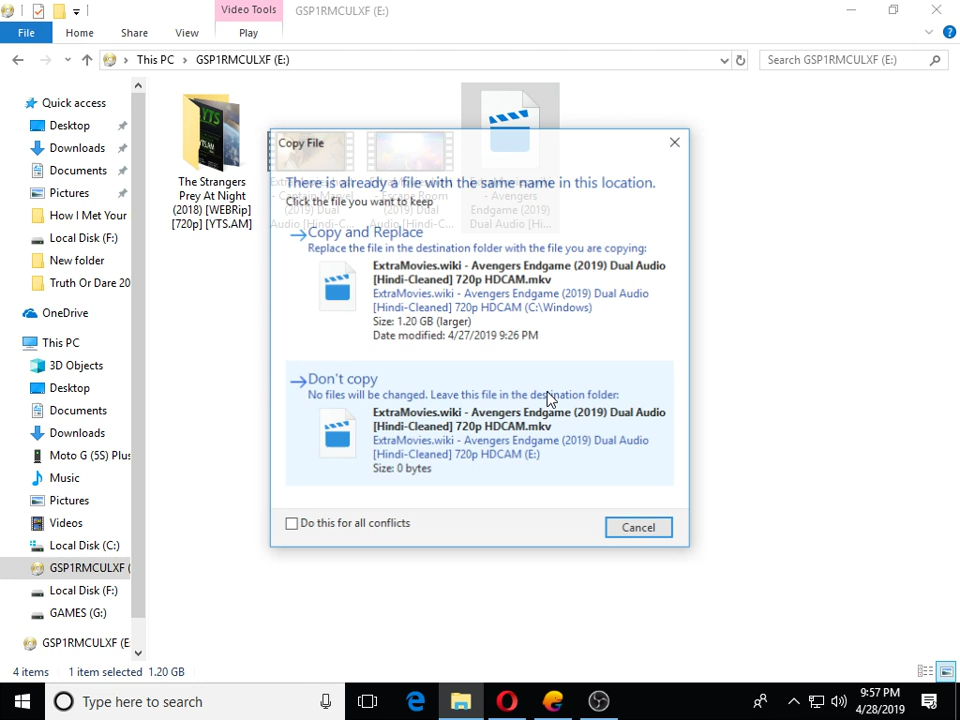 Video Tools
GSP1RMCULXF (E:)
File
Home
Share
View
Play
This PC
GSP1RMCULXF (E:)
Search GSP1RMCULXF (E:)
Quick access
Desktop
Downloads
Documents
Pictures
How I Met Your
Local Disk (F:)
New folder
Truth Or Dare 20
OneDrive
This PC
3D Objects
Desktop
Documents
Downloads
Moto G (5S) Plus
Music
Pictures
Videos
Local Disk (C:)
GSP1RMCULXF (
Local Disk (F:)
GAMES (G:)
GSP1RMCULXF (E
The Strangers
Prey At Night
(2018) [WEBRip]
[720p] [YTS.AM]
(2019) Dual
Audio [Hindi-C...
Escape Room
(2019) Dual
Audio [Hindi-C...
- Avengers
Endgame (2019)
Dual Audio [Hi...
Copy File
There is already a file with the same name in this location.
Click the file you want to keep
Copy and Replace
Replace the file in the destination folder with the file you are copying:
ExtraMovies.wiki - Avengers Endgame (2019) Dual Audio
[Hindi-Cleaned] 720p HDCAM.mkv
ExtraMovies.wiki - Avengers Endgame (2019) Dual Audio
[Hindi-Cleaned] 720p HDCAM (C:\Windows)
Size: 1.20 GB (larger)
Date modified: 4/27/2019 9:26 PM
Don't copy
No files will be changed. Leave this file in the destination folder:
ExtraMovies.wiki - Avengers Endgame (2019) Dual Audio
[Hindi-Cleaned] 720p HDCAM.mkv
ExtraMovies.wiki - Avengers Endgame (2019) Dual Audio
[Hindi-Cleaned] 720p HDCAM (E:)
Size: 0 bytes
Do this for all conflicts
Cancel
4 items
1 item selected 1.20 GB
Type here to search
9:57 PM
4/28/2019